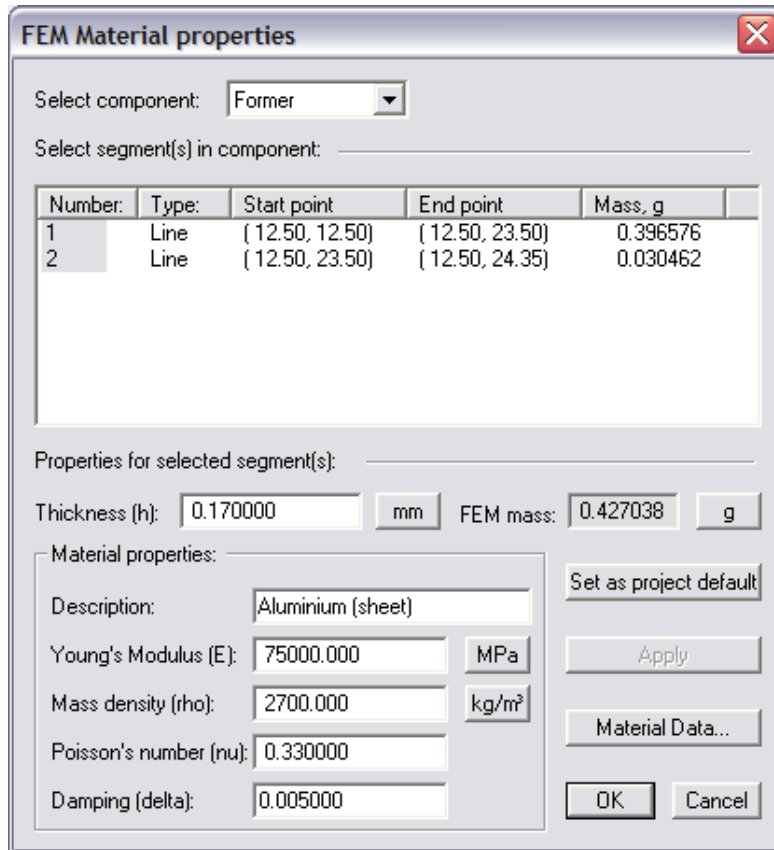 FEM Material properties
Select component: Former
Select segment(s) in component:
Number: Type: Start point End point Mass, g
1 Line ( 12.50, 12.50) ( 12.50, 23.50) 0.396576
2 Line ( 12.50, 23.50) ( 12.50, 24.35) 0.030462
Properties for selected segment(s):
Thickness (h): 0.170000 mm FEM mass: 0.427038 g
Material properties:
Set as project default
Description: Aluminium (sheet)
Young's Modulus (E): 75000.000 MPa Apply
Mass density (rho): 2700.000 kg/m³
Material Data...
Poisson's number (nu): 0.330000
Damping (delta): 0.005000 OK Cancel